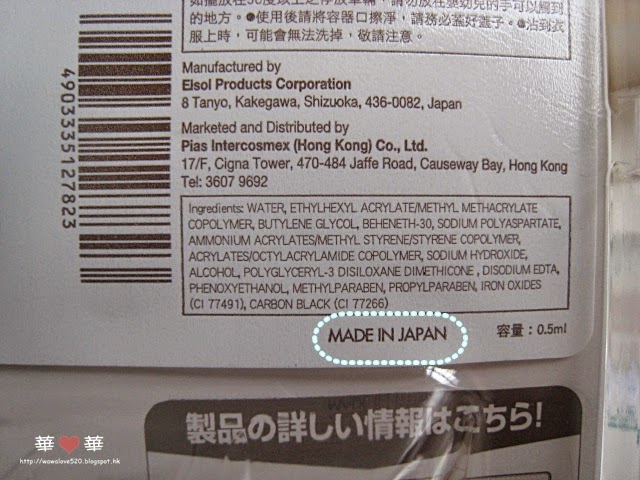 的地方。❷使用後請將容器口擦淨，請務必蓋好蓋子。❸沾到衣
服上時，可能會無法洗掉，敬請注意。
Manufactured by
Elsol Products Corporation
8 Tanyo, Kakegawa, Shizuoka, 436-0082, Japan
Marketed and Distributed by
Pias Intercosmex (Hong Kong) Co., Ltd.
17/F, Cigna Tower, 470-484 Jaffe Road, Causeway Bay, Hong Kong
Tel: 3607 9692
4903335127823
Ingredients: WATER, ETHYLHEXYL ACRYLATE/METHYL METHACRYLATE
COPOLYMER, BUTYLENE GLYCOL, BEHENETH-30, SODIUM POLYASPARTATE,
AMMONIUM ACRYLATES/METHYL STYRENE/STYRENE COPOLYMER,
ACRYLATES/OCTYLACRYLAMIDE COPOLYMER, SODIUM HYDROXIDE,
ALCOHOL, POLYGLYCERYL-3 DISILOXANE DIMETHICONE , DISODIUM EDTA,
PHENOXYETHANOL, METHYLPARABEN, PROPYLPARABEN, IRON OXIDES
(CI 77491), CARBON BLACK (CI 77266)
MADE IN JAPAN
容量：0.5ml
製品の詳しい情報はこちら!
華❤華
http://wawalove520.blogspot.hk